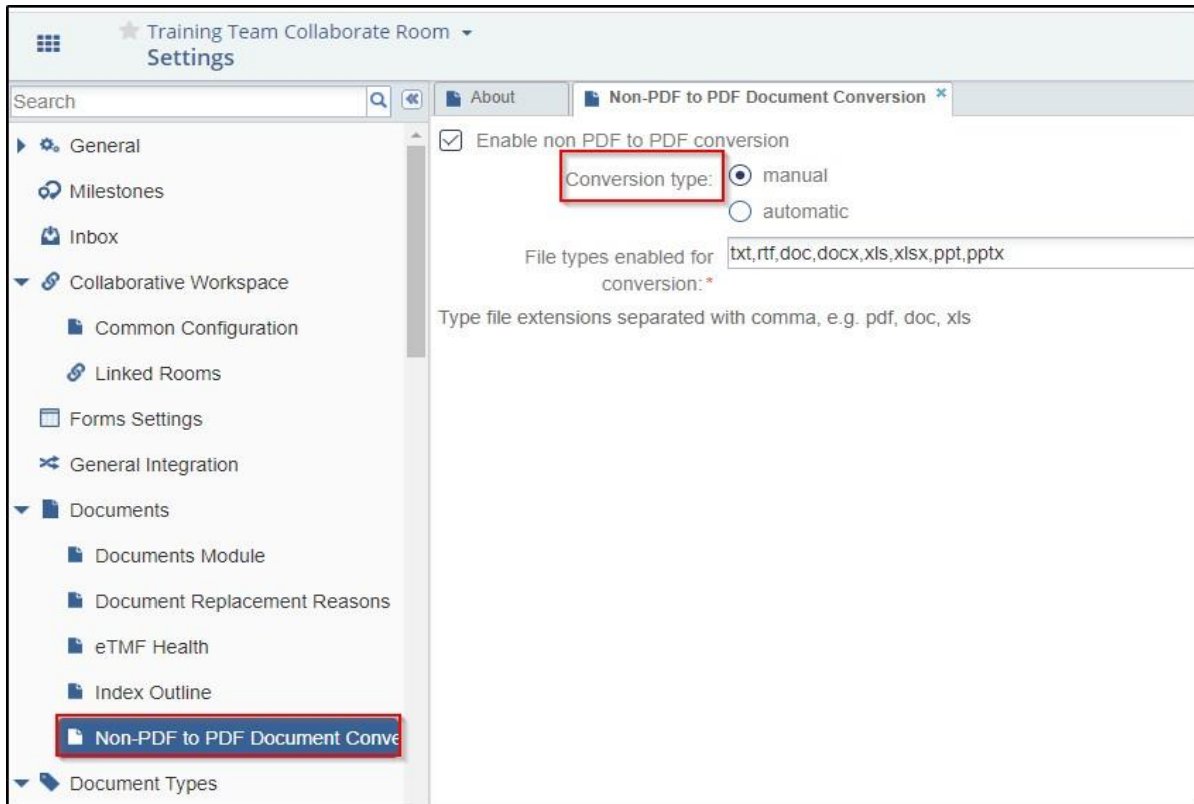 Training Team Collaborate Room
Settings
Search
General
Milestones
Inbox
Collaborative Workspace
Common Configuration
Linked Rooms
Forms Settings
General Integration
Documents
Documents Module
Document Replacement Reasons
eTMF Health
Index Outline
Non-PDF to PDF Document Conve
Document Types
About
Non-PDF to PDF Document Conversion
Enable non PDF to PDF conversion
Conversion type:
manual
automatic
File types enabled for
conversion:*
txt,rtf,doc,docx,xls,xlsx,ppt,pptx
Type file extensions separated with comma, e.g. pdf, doc, xls